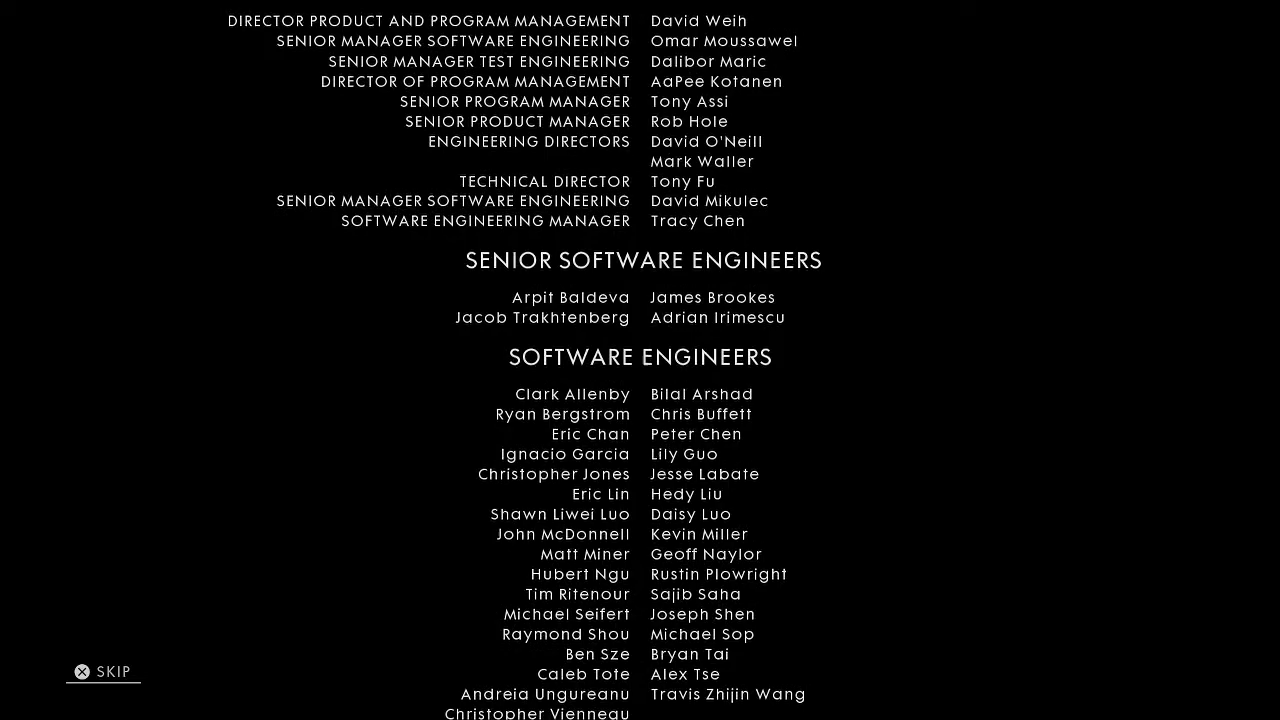 DIRECTOR PRODUCT AND PROGRAM MANAGEMENT David Weih
SENIOR MANAGER SOFTWARE ENGINEERING Omar Moussawel
SENIOR MANAGER TEST ENGINEERING Dalibor Maric
DIRECTOR OF PROGRAM MANAGEMENT AaPee Kotanen
SENIOR PROGRAM MANAGER Tony Assi
SENIOR PRODUCT MANAGER Rob Hole
ENGINEERING DIRECTORS David O'Neill
Mark Waller
TECHNICAL DIRECTOR Tony Fu
SENIOR MANAGER SOFTWARE ENGINEERING David Mikulec
SOFTWARE ENGINEERING MANAGER Tracy Chen
SENIOR SOFTWARE ENGINEERS
Arpit Baldeva James Brookes
Jacob Trakhtenberg Adrian Irimescu
SOFTWARE ENGINEERS
Clark Allenby Bilal Arshad
Ryan Bergstrom Chris Buffett
Eric Chan Peter Chen
Ignacio Garcia Lily Guo
Christopher Jones Jesse Labate
Eric Lin Hedy Liu
Shawn Liwei Luo Daisy Luo
John McDonnell Kevin Miller
Matt Miner Geoff Naylor
Hubert Ngu Rustin Plowright
Tim Ritenour Sajib Saha
Michael Seifert Joseph Shen
Raymond Shou Michael Sop
Ben Sze Bryan Tai
Caleb Tote Alex Tse
Andreia Ungureanu Travis Zhijin Wang
Christopher Vienneau
SKIP